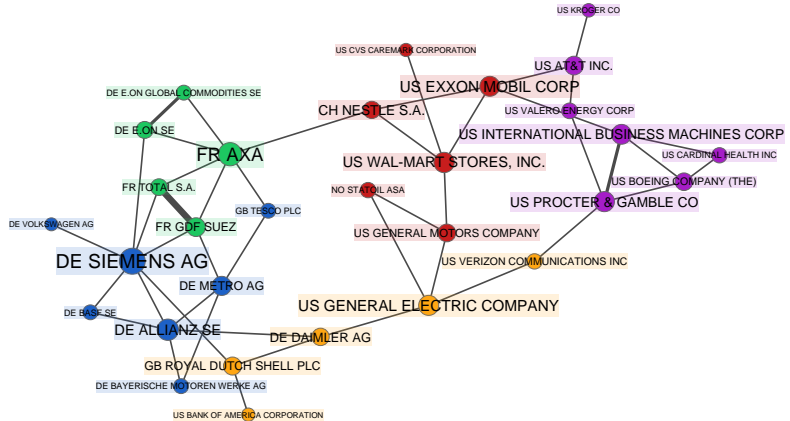 US KROGER CO
US CVS CAREMARK CORPORATION
US AT&T INC.
US EXXON MOBIL CORP
DE E.ON GLOBAL COMMODITIES SE
CH NESTLE S.A.
US VALERO ENERGY CORP
DE E.ON SE
US INTERNATIONAL BUSINESS MACHINES CORP
FR AXA
US CARDINAL HEALTH INC
US WAL-MART STORES, INC.
US BOEING COMPANY (THE)
FR TOTAL S.A.
NO STATOIL ASA
US PROCTER & GAMBLE CO
GB TESCO PLC
DE VOLKSWAGEN AG
FR GDF SUEZ
US GENERAL MOTORS COMPANY
DE SIEMENS AG
US VERIZON COMMUNICATIONS INC
DE METRO AG
US GENERAL ELECTRIC COMPANY
DE BASF SE
DE ALLIANZ SE
DE DAIMLER AG
GB ROYAL DUTCH SHELL PLC
DE BAYERISCHE MOTOREN WERKE AG
US BANK OF AMERICA CORPORATION